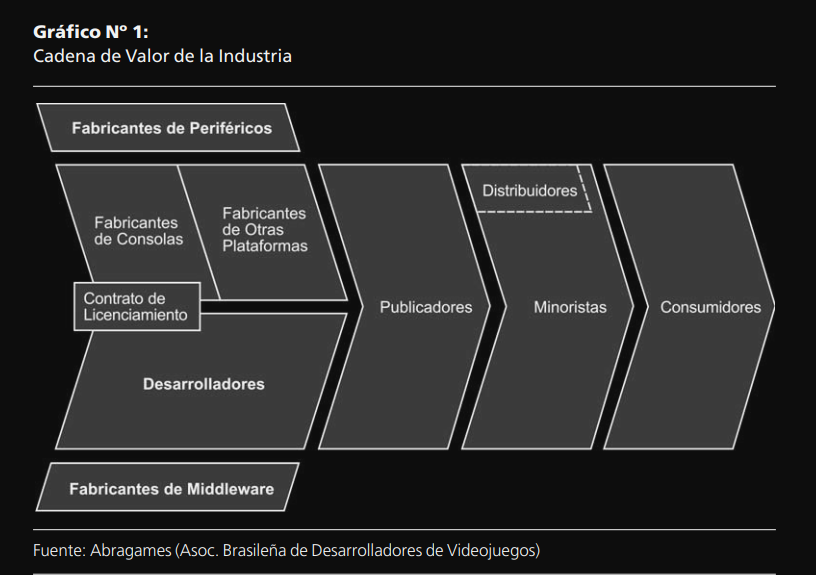 Gráfico Nº 1:
Cadena de Valor de la Industria
Fabricantes de Periféricos
Fabricantes
de Consolas
Fabricantes
de Otras
Plataformas
Contrato de
Licenciamiento
Desarrolladores
Fabricantes de Middleware
Publicadores
Distribuidores
Minoristas
Consumidores
Fuente: Abragames (Asoc. Brasileña de Desarrolladores de Videojuegos)